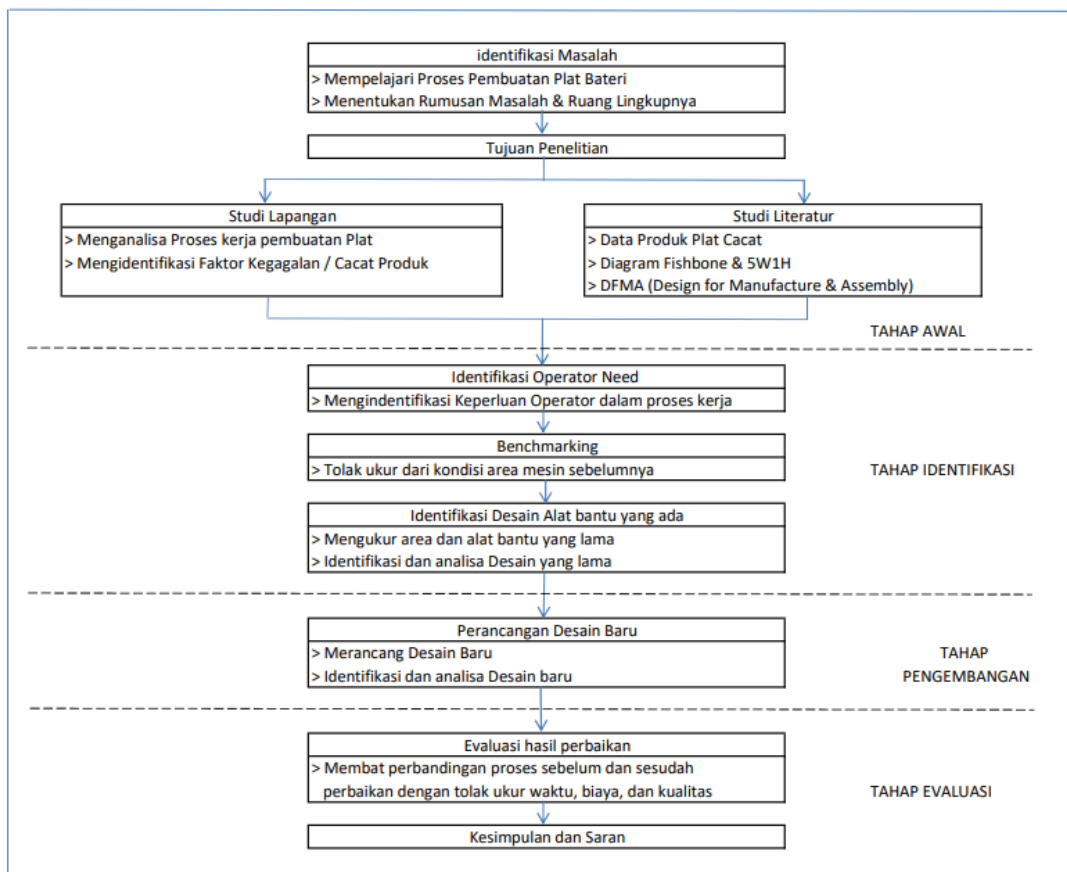 identifikasi Masalah
> Mempelajari Proses Pembuatan Plat Bateri
> Menentukan Rumusan Masalah & Ruang Lingkupnya
Tujuan Penelitian
Studi Lapangan
> Menganalisa Proses kerja pembuatan Plat
> Mengidentifikasi Faktor Kegagalan / Cacat Produk
Studi Literatur
> Data Produk Plat Cacat
> Diagram Fishbone & 5W1H
> DFMA (Design for Manufacture & Assembly)
TAHAP AWAL
Identifikasi Operator Need
> Mengindentifikasi Keperluan Operator dalam proses kerja
Benchmarking
> Tolak ukur dari kondisi area mesin sebelumnya
TAHAP IDENTIFIKASI
Identifikasi Desain Alat bantu yang ada
> Mengukur area dan alat bantu yang lama
> Identifikasi dan analisa Desain yang lama
Perancangan Desain Baru
> Merancang Desain Baru
> Identifikasi dan analisa Desain baru
TAHAP
PENGEMBANGAN
Evaluasi hasil perbaikan
> Membat perbandingan proses sebelum dan sesudah
perbaikan dengan tolak ukur waktu, biaya, dan kualitas
TAHAP EVALUASI
Kesimpulan dan Saran